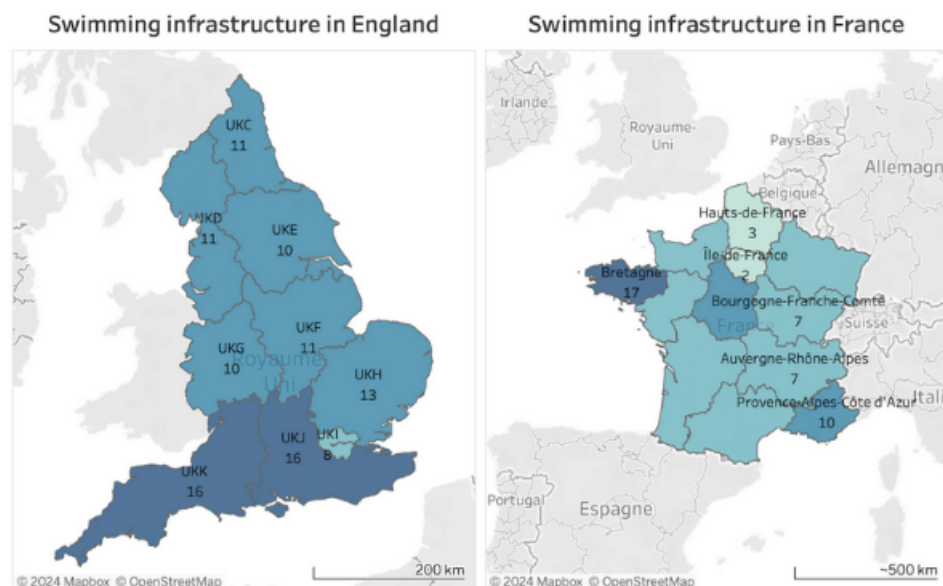 Swimming infrastructure in England
UKC
11
UKD
11
UKE
10
UKF
11
UKG
10
Royaume-
Uni
UKH
13
UKI
8
UKJ
16
UKK
16
© 2024 Mapbox © OpenStreetMap
200 km
Swimming infrastructure in France
Irlande
Royaume-
Uni
Pays-Bas
Allemagn
Belgique
Hauts-de-France
3
Île-de-France
2
Bretagne
17
Bourgogne-Franche-Comté
7
France
Suisse
Auvergne-Rhône-Alpes
7
Provence-Alpes-Côte d'Azur
10
Itali
Portugal
Espagne
© 2024 Mapbox © OpenStreetMap
~500 km